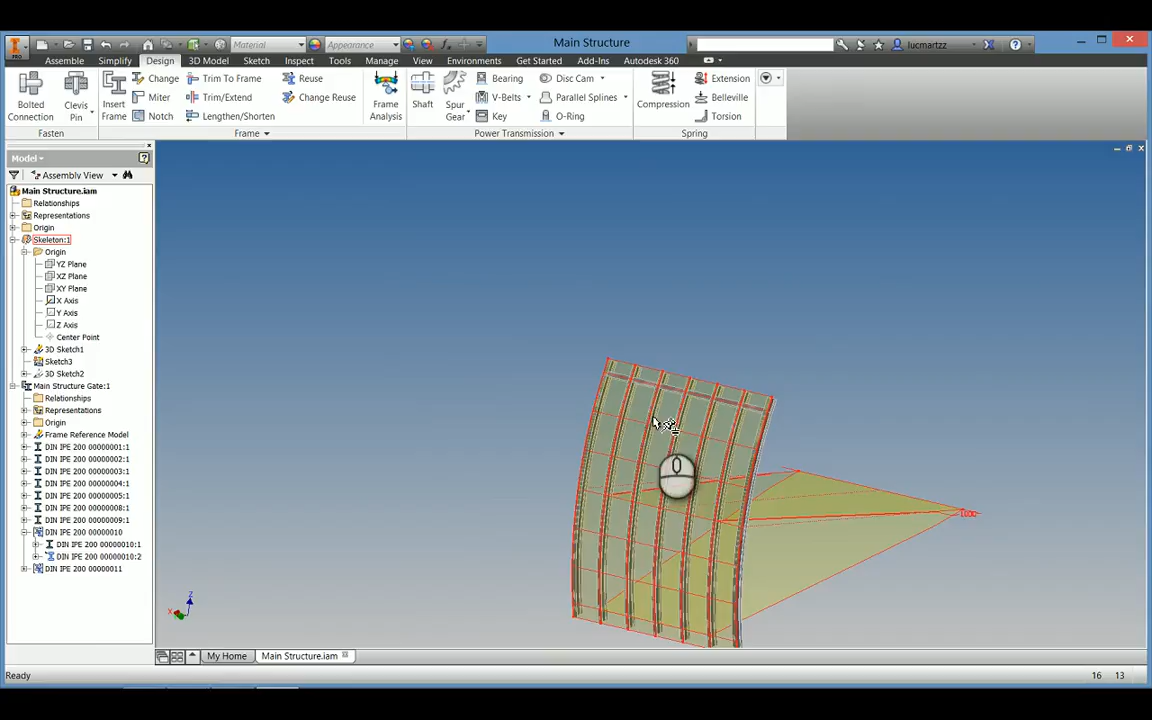 Main Structure
Material
Appearance
lucmartzz
PRO
Assembly Simplify Design 3D Model Sketch Inspect Tools Manage View Environments Get Started Add-Ins Autodesk 360
Bolted Connection
Clevis Pin
Fasten
Insert Frame
Change
Miter
Notch
Trim To Frame
Trim/Extend
Lengthen/Shorten
Reuse
Change Reuse
Frame Analysis
Frame
Shaft
Spur Gear
Bearing
V-Belts
Key
Disc Cam
Parallel Splines
O-Ring
Power Transmission
Compression
Extension
Belleville
Torsion
Spring
Model
Assembly View
Main Structure.iam
Relationships
Representations
Origin
Skeleton:1
Origin
YZ Plane
XZ Plane
XY Plane
X Axis
Y Axis
Z Axis
Center Point
3D Sketch1
Sketch3
3D Sketch2
Main Structure Gate:1
Relationships
Representations
Origin
Frame Reference Model
DIN IPE 200 00000001:1
DIN IPE 200 00000002:1
DIN IPE 200 00000003:1
DIN IPE 200 00000004:1
DIN IPE 200 00000005:1
DIN IPE 200 00000008:1
DIN IPE 200 00000009:1
DIN IPE 200 00000010
DIN IPE 200 00000010:1
DIN IPE 200 00000010:2
DIN IPE 200 00000011
Z
X
My Home
Main Structure.iam
Ready
16 13